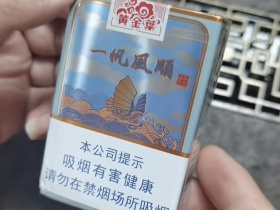 黄金葉
一帆風順
本公司提示
吸烟有害健康
请勿在禁烟场所吸烟